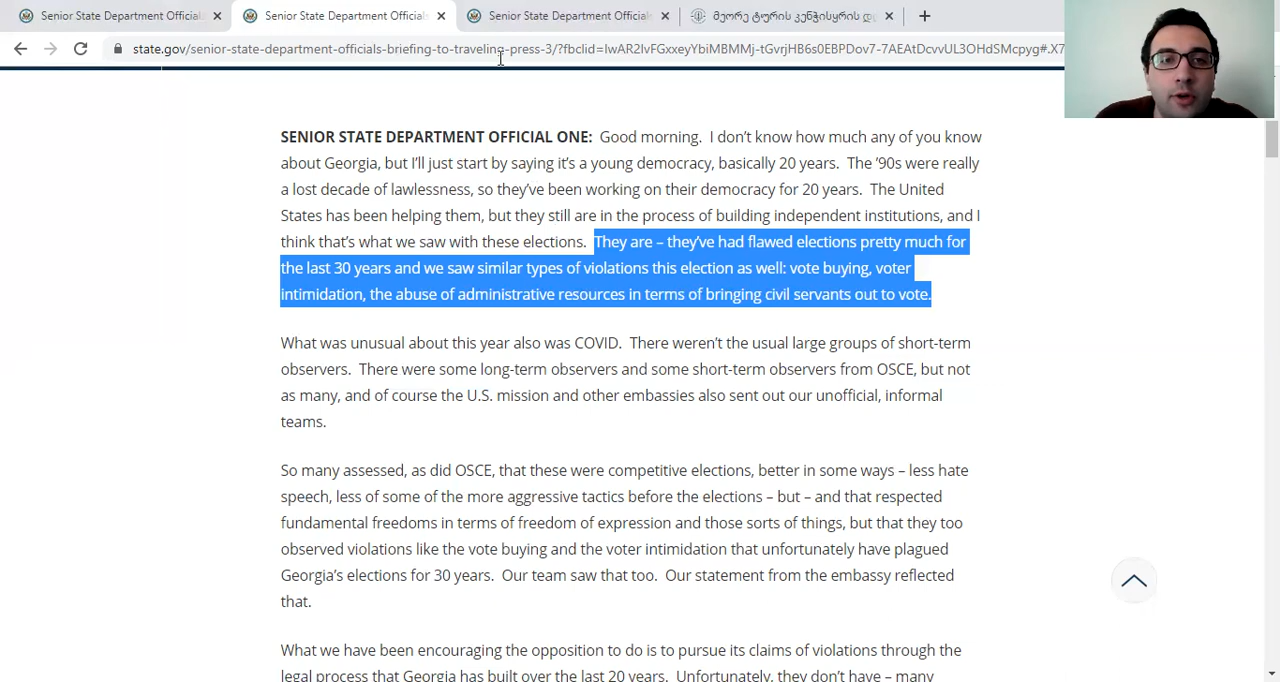 Senior State Department Official
Senior State Department Officials
Senior State Department Official
მეორე ტურის კენჭისყრის დღ
state.gov/senior-state-department-officials-briefing-to-traveling-press-3/?fbclid=IwAR2IvFGxxeyYbiMBMMj-tGvrjHB6s0EBPDov7-7AEAtDcvvUL3OHdSMcpyg#.X7
SENIOR STATE DEPARTMENT OFFICIAL ONE: Good morning. I don’t know how much any of you know
about Georgia, but I’ll just start by saying it’s a young democracy, basically 20 years. The ’90s were really
a lost decade of lawlessness, so they’ve been working on their democracy for 20 years. The United
States has been helping them, but they still are in the process of building independent institutions, and I
think that’s what we saw with these elections. They are – they’ve had flawed elections pretty much for
the last 30 years and we saw similar types of violations this election as well: vote buying, voter
intimidation, the abuse of administrative resources in terms of bringing civil servants out to vote.
What was unusual about this year also was COVID. There weren’t the usual large groups of short-term
observers. There were some long-term observers and some short-term observers from OSCE, but not
as many, and of course the U.S. mission and other embassies also sent out our unofficial, informal
teams.
So many assessed, as did OSCE, that these were competitive elections, better in some ways – less hate
speech, less of some of the more aggressive tactics before the elections – but – and that respected
fundamental freedoms in terms of freedom of expression and those sorts of things, but that they too
observed violations like the vote buying and the voter intimidation that unfortunately have plagued
Georgia’s elections for 30 years. Our team saw that too. Our statement from the embassy reflected
that.
What we have been encouraging the opposition to do is to pursue its claims of violations through the
legal process that Georgia has built over the last 20 years. Unfortunately, they don’t have – many